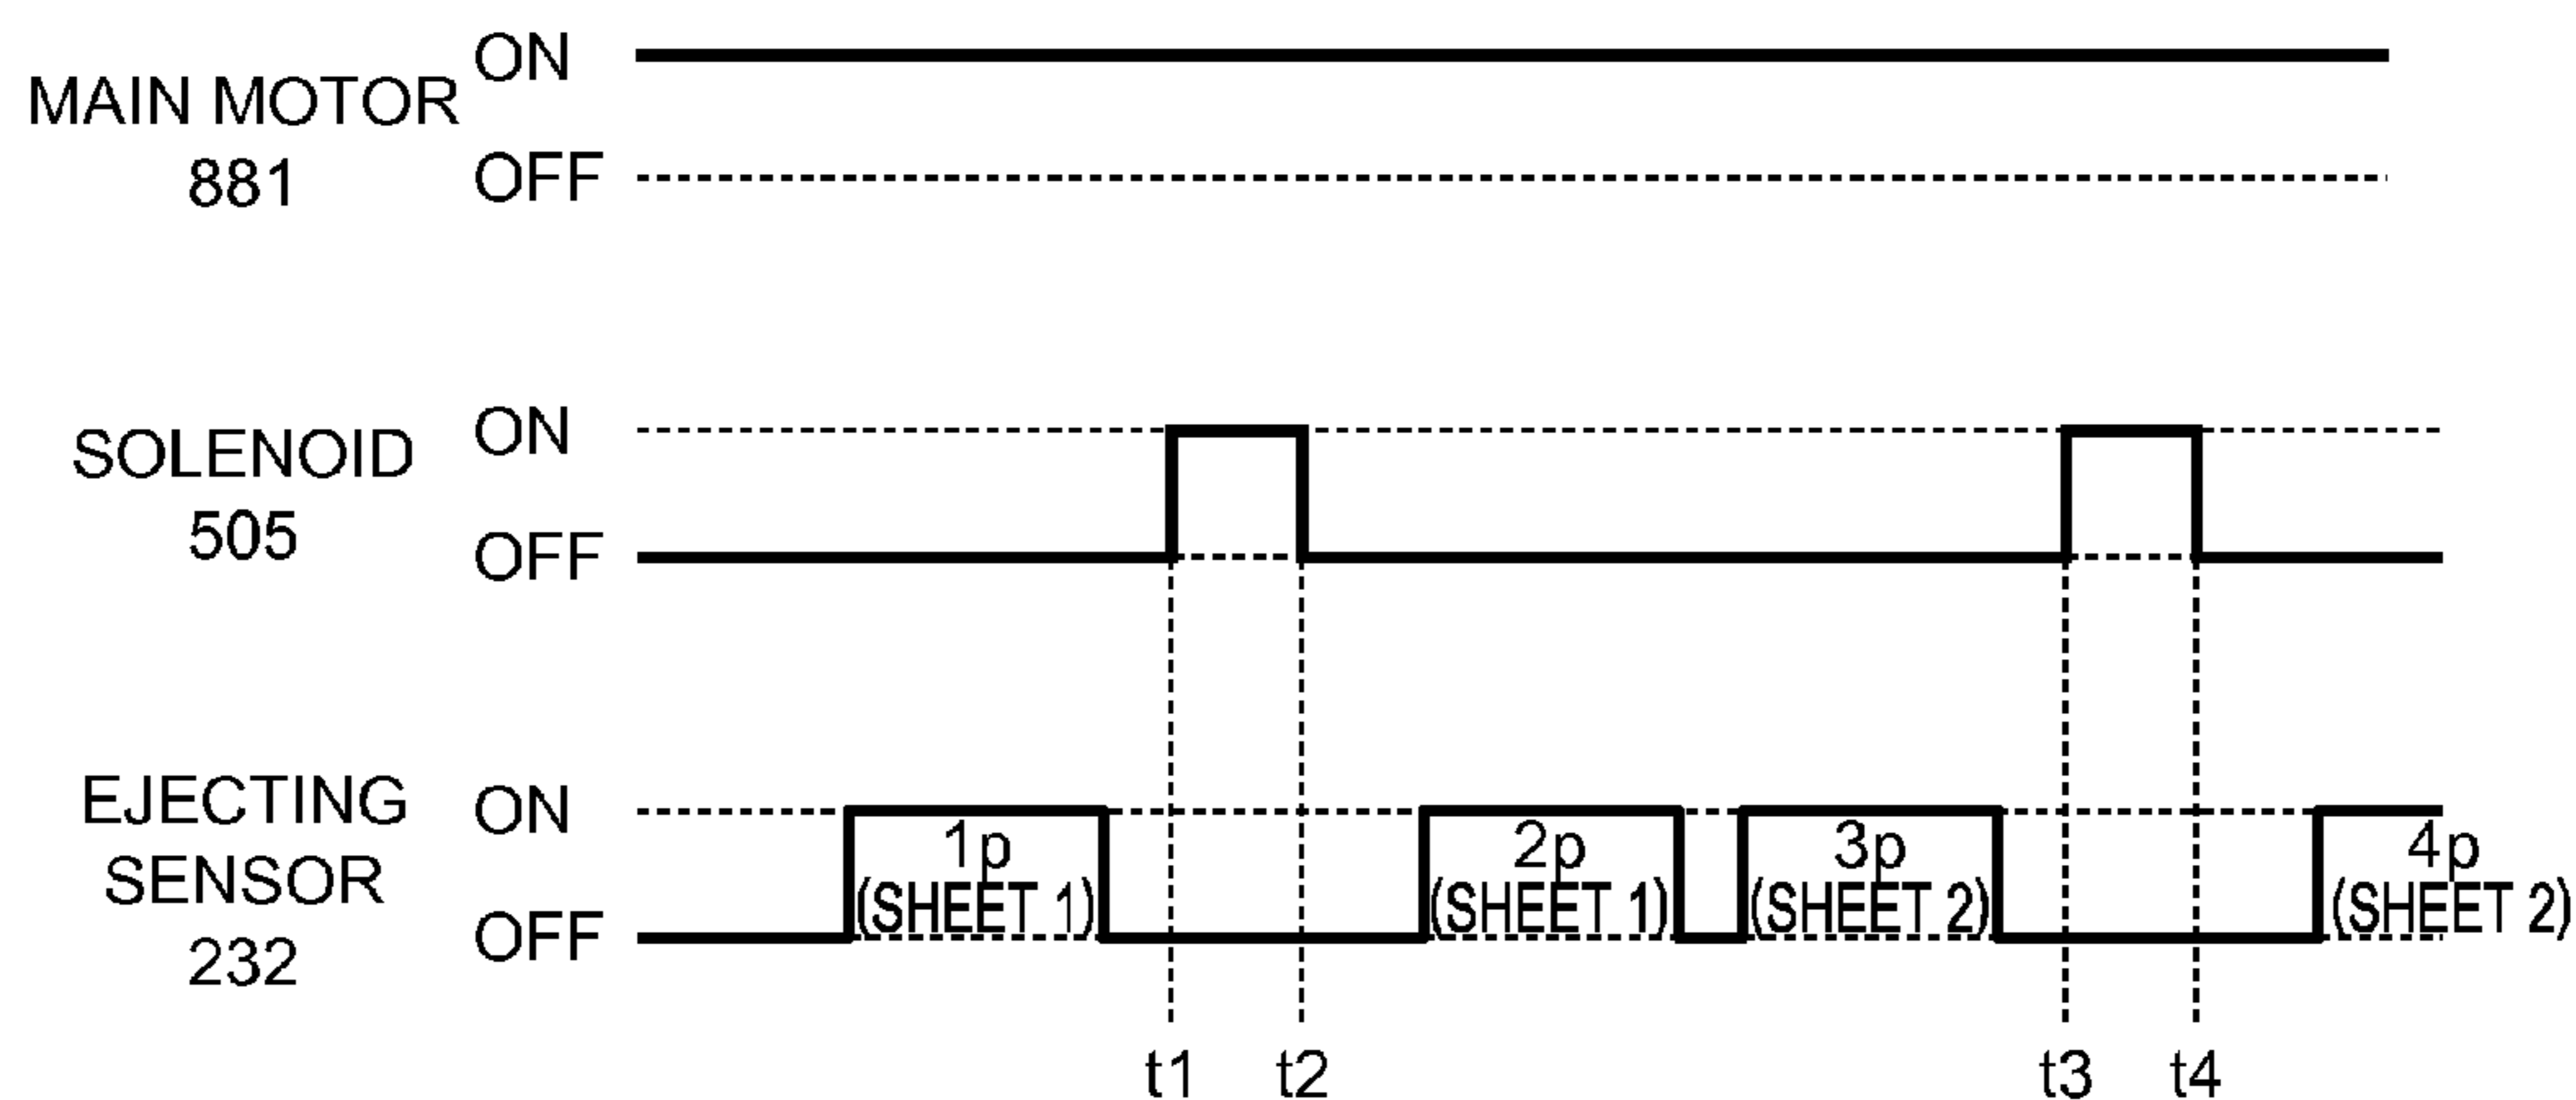 MAIN MOTOR
881
ON
OFF
SOLENOID
505
ON
OFF
EJECTING
SENSOR
232
ON
OFF
1p
(SHEET 1)
2p
(SHEET 1)
3p
(SHEET 2)
4p
(SHEET 2)
t1 t2 t3 t4